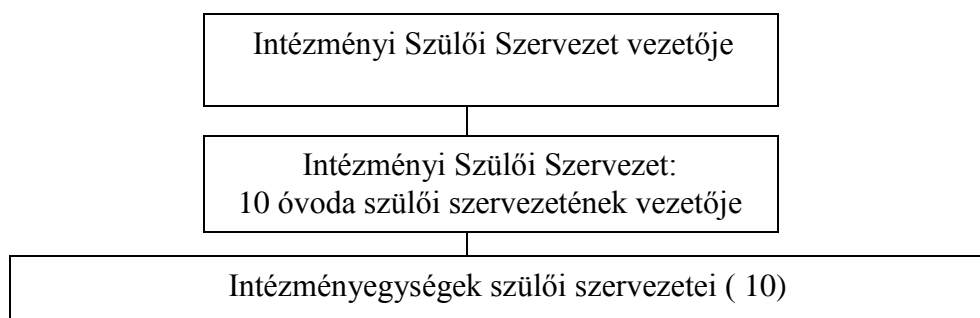 Intézményi Szülői Szervezet vezetője
Intézményi Szülői Szervezet:
10 óvoda szülői szervezetének vezetője
Intézményegységek szülői szervezetei ( 10)